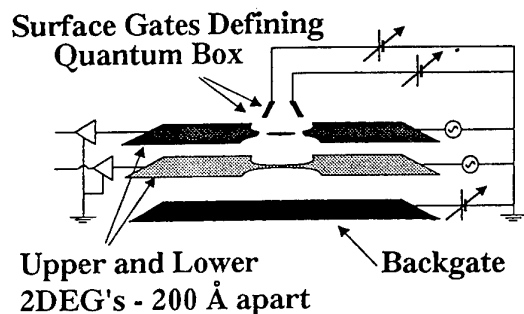 Surface Gates Defining
Quantum Box
Upper and Lower
2DEG's - 200 Å apart
Backgate